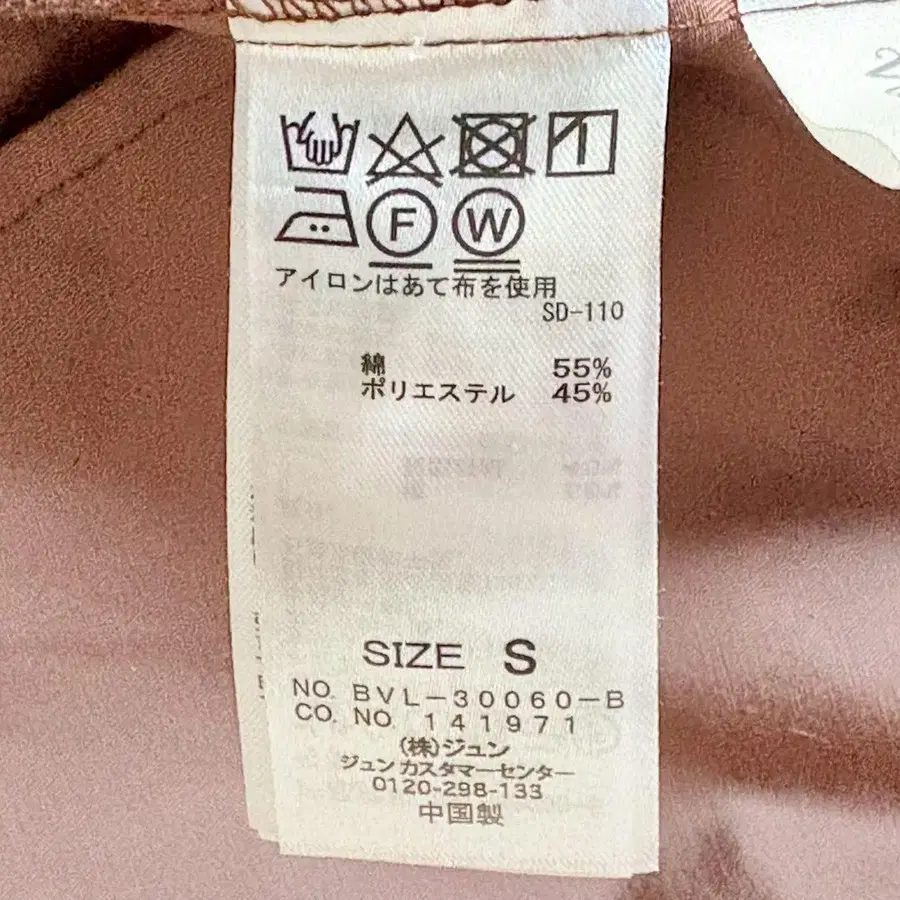 F W
アイロンはあて布を使用
SD-110
綿 55%
ポリエステル 45%
SIZE S
NO. BVL-30060-B
CO. NO. 141971
(株)ジュン
ジュン カスタマーセンター
0120-298-133
中国製